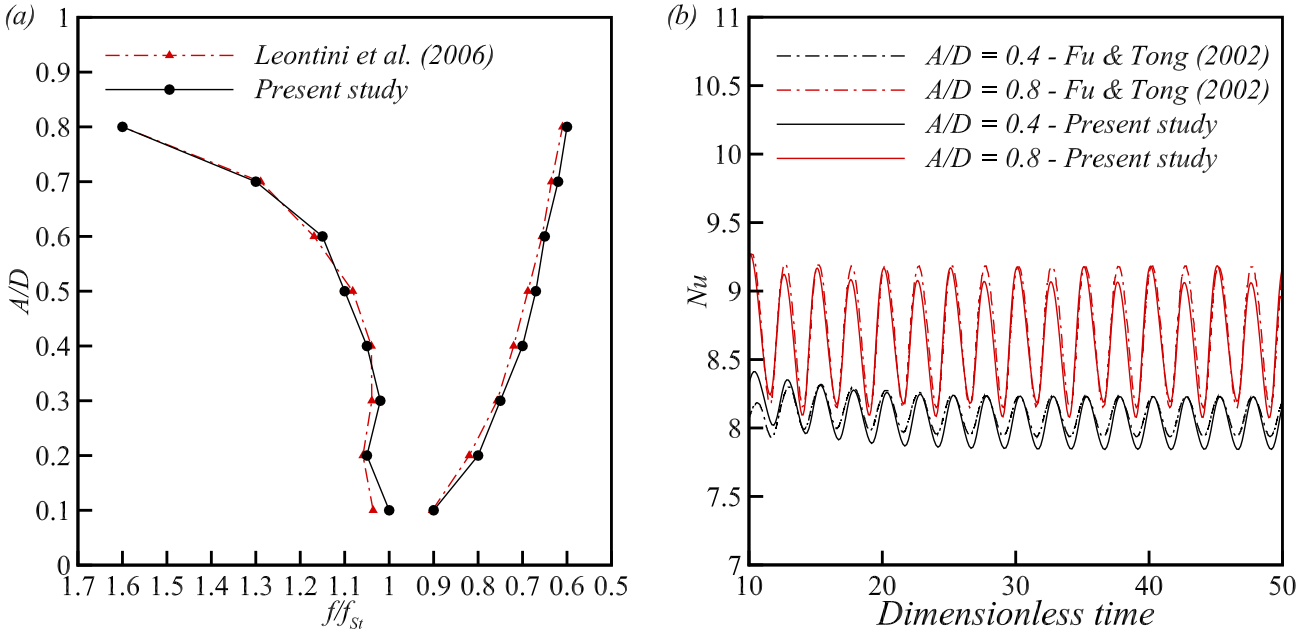 (a)
1
0.9
0.8
0.7
0.6
0.5
0.4
0.3
0.2
0.1
0
A/D
Leontini et al. (2006)
Present study
1.7 1.6 1.5 1.4 1.3 1.2 1.1 1 0.9 0.8 0.7 0.6 0.5
f/f_St
(b)
11
10.5
10
9.5
9
8.5
8
7.5
7
Nu
A/D = 0.4 - Fu & Tong (2002)
A/D = 0.8 - Fu & Tong (2002)
A/D = 0.4 - Present study
A/D = 0.8 - Present study
10 20 30 40 50
Dimensionless time